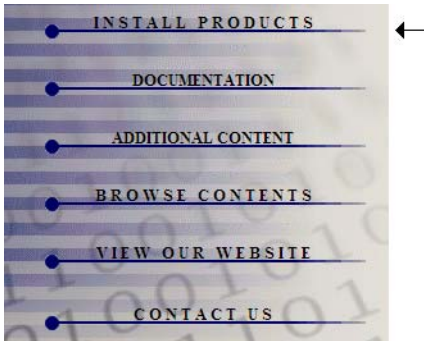 INSTALL PRODUCTS
DOCUMENTATION
ADDITIONAL CONTENT
BROWSE CONTENTS
VIEW OUR WEBSITE
CONTACT US